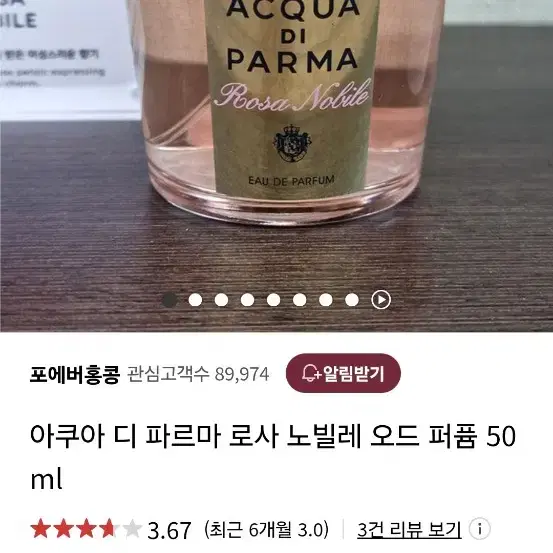 ACQUA
DI
PARMA
Rosa Nobile
EAU DE PARFUM
포에버홍콩 관심고객수 89,974 알림받기
아쿠아 디 파르마 로사 노빌레 오드 퍼퓸 50
ml
3.67 (최근 6개월 3.0) 3건 리뷰 보기